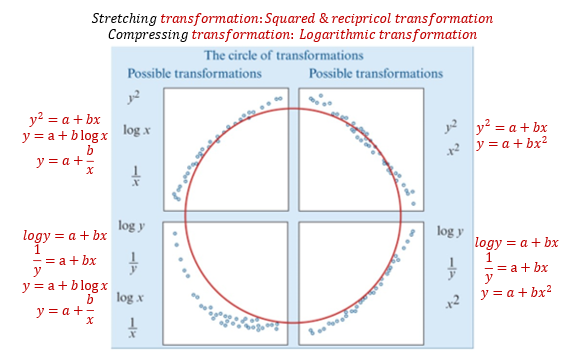 Stretching transformation: Squared & recipricol transformation
Compressing transformation: Logarithmic transformation
The circle of transformations
Possible transformations
Possible transformations
y²
log x
1/x
y² = a + bx
y = a + b log x
y = a + b/x
y²
x²
y² = a + bx
y = a + bx²
log y
1/y
log x
1/x
logy = a + bx
1/y = a + bx
y = a + b log x
y = a + b/x
log y
1/y
x²
logy = a + bx
1/y = a + bx
y = a + bx²